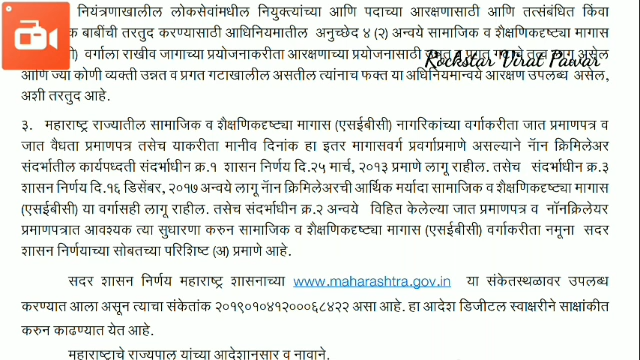 नियंत्रणाखालील लोकसेवांमधील नियुक्त्यांच्या आणि पदाच्या आरक्षणासाठी आणि तत्संबंधित किंवा
बाबींची तरतुद करण्यासाठी आधिनियमातील अनुच्छेद ४ (२) अन्वये सामाजिक व शैक्षणिकदृष्ट्या मागास
वर्गाला राखीव जागाच्या प्रयोजनाकरीता आरक्षणाच्या प्रयोजनासाठी व प्रगत असेल
Rockstar Virat Pawar
आणि ज्या कोणी व्यक्ती उन्नत व प्रगत गटाखालील असतील त्यांनाच फक्त या अधिनियमान्वये आरक्षण उपलब्ध असेल,
अशी तरतुद आहे.
३. महाराष्ट्र राज्यातील सामाजिक व शैक्षणिकदृष्ट्या मागास (एसईबीसी) नागरिकांच्या वर्गाकरीता जात प्रमाणपत्र व
जात वैधता प्रमाणपत्र तसेच याकरीता मानीव दिनांक हा इतर मागासवर्ग प्रवर्गाप्रमाणे असल्याने नॅान क्रिमिलेअर
संदर्भातील कार्यपध्दती संदर्भाधीन क्र.१ शासन निर्णय दि.२५ मार्च, २०१३ प्रमाणे लागू राहील. तसेच संदर्भाधीन क्र.३
शासन निर्णय दि.१६ डिसेंबर, २०१७ अन्वये लागू नॅान क्रिमिलेअरची आर्थिक मर्यादा सामाजिक व शैक्षणिकदृष्ट्या मागास
(एसईबीसी) या वर्गासही लागू राहील. तसेच संदर्भाधीन क्र.२ अन्वये विहित केलेल्या जात प्रमाणपत्र व नॉनक्रिलेयर
प्रमाणपत्रात आवश्यक त्या सुधारणा करुन सामाजिक व शैक्षणिकदृष्ट्या मागास (एसईबीसी) वर्गाकरीता नमूना सदर
शासन निर्णयाच्या सोबतच्या परिशिष्ट (अ) प्रमाणे आहे.
सदर शासन निर्णय महाराष्ट्र शासनाच्या www.maharashtra.gov.in या संकेतस्थळावर उपलब्ध
करण्यात आला असून त्याचा संकेतांक २०१९०१०४१२०००६८४२२ असा आहे. हा आदेश डिजीटल स्वाक्षरीने साक्षांकीत
करुन काढण्यात येत आहे.
महाराष्ट्राचे राज्यपाल यांच्या आदेशानुसार व नावाने.